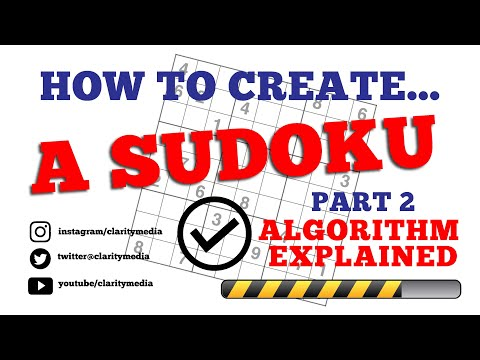 HOW TO CREATE...
A SUDOKU
PART 2
ALGORITHM
EXPLAINED
instagram/claritymedia
twitter@claritymedia
youtube/claritymedia